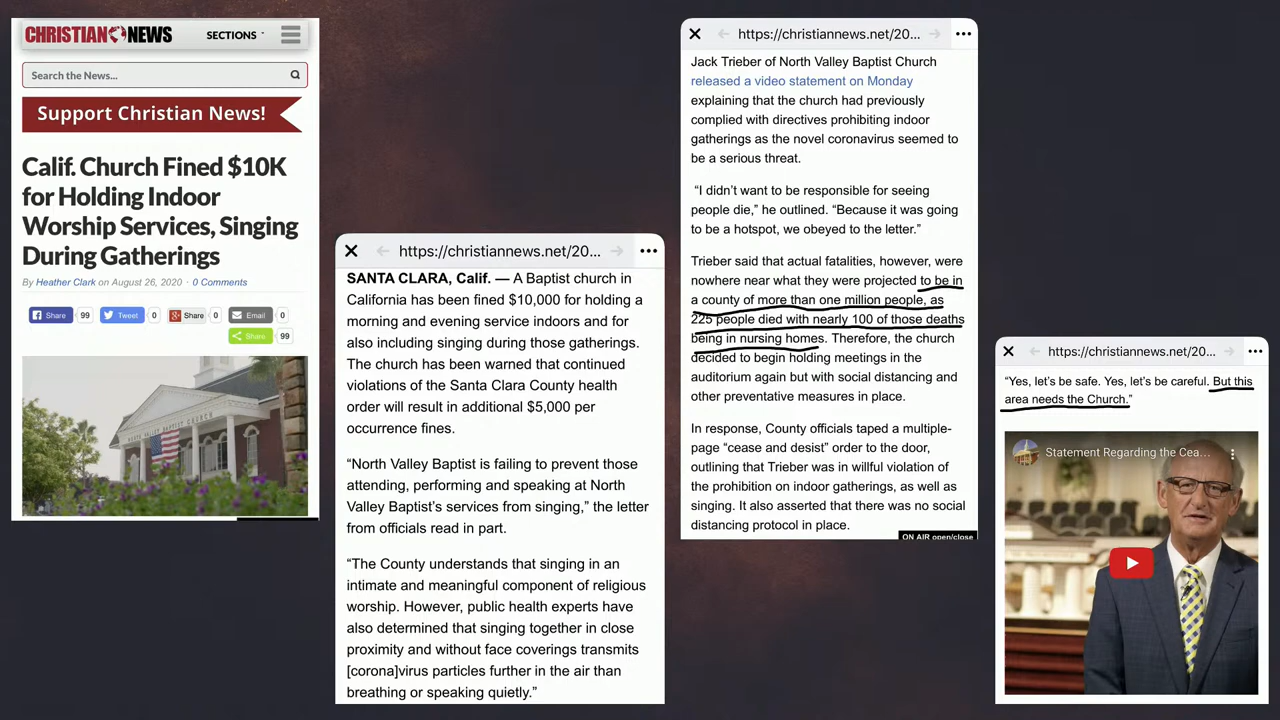 CHRISTIAN NEWS
SECTIONS
Search the News...
Support Christian News!
Calif. Church Fined $10K
for Holding Indoor
Worship Services, Singing
During Gatherings
By Heather Clark on August 26, 2020 · 0 Comments
Share 99 Tweet 0 Share 0 Email 0
Share 99
NORTH VALLEY BAPTIST CHURCH
https://christiannews.net/20...
SANTA CLARA, Calif. — A Baptist church in
California has been fined $10,000 for holding a
morning and evening service indoors and for
also including singing during those gatherings.
The church has been warned that continued
violations of the Santa Clara County health
order will result in additional $5,000 per
occurrence fines.
“North Valley Baptist is failing to prevent those
attending, performing and speaking at North
Valley Baptist’s services from singing,” the letter
from officials read in part.
“The County understands that singing in an
intimate and meaningful component of religious
worship. However, public health experts have
also determined that singing together in close
proximity and without face coverings transmits
[corona]virus particles further in the air than
breathing or speaking quietly.”
https://christiannews.net/20...
Jack Trieber of North Valley Baptist Church
released a video statement on Monday
explaining that the church had previously
complied with directives prohibiting indoor
gatherings as the novel coronavirus seemed to
be a serious threat.
“I didn’t want to be responsible for seeing
people die,” he outlined. “Because it was going
to be a hotspot, we obeyed to the letter.”
Trieber said that actual fatalities, however, were
nowhere near what they were projected to be in
a county of more than one million people, as
225 people died with nearly 100 of those deaths
being in nursing homes. Therefore, the church
decided to begin holding meetings in the
auditorium again but with social distancing and
other preventative measures in place.
In response, County officials taped a multiple-
page “cease and desist” order to the door,
outlining that Trieber was in willful violation of
the prohibition on indoor gatherings, as well as
singing. It also asserted that there was no social
distancing protocol in place.
ON AIR open/close
https://christiannews.net/20...
“Yes, let’s be safe. Yes, let’s be careful. But this
area needs the Church.”
Statement Regarding the Cea...